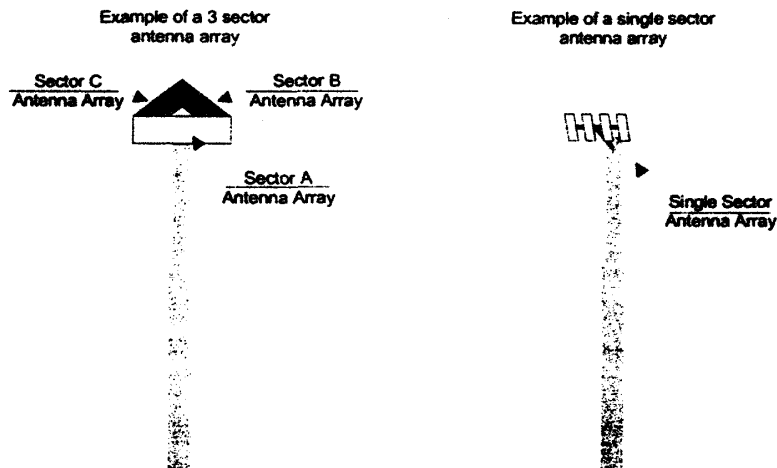 Example of a 3 sector
antenna array
Sector C
Antenna Array
Sector B
Antenna Array
Sector A
Antenna Array
Example of a single sector
antenna array
Single Sector
Antenna Array